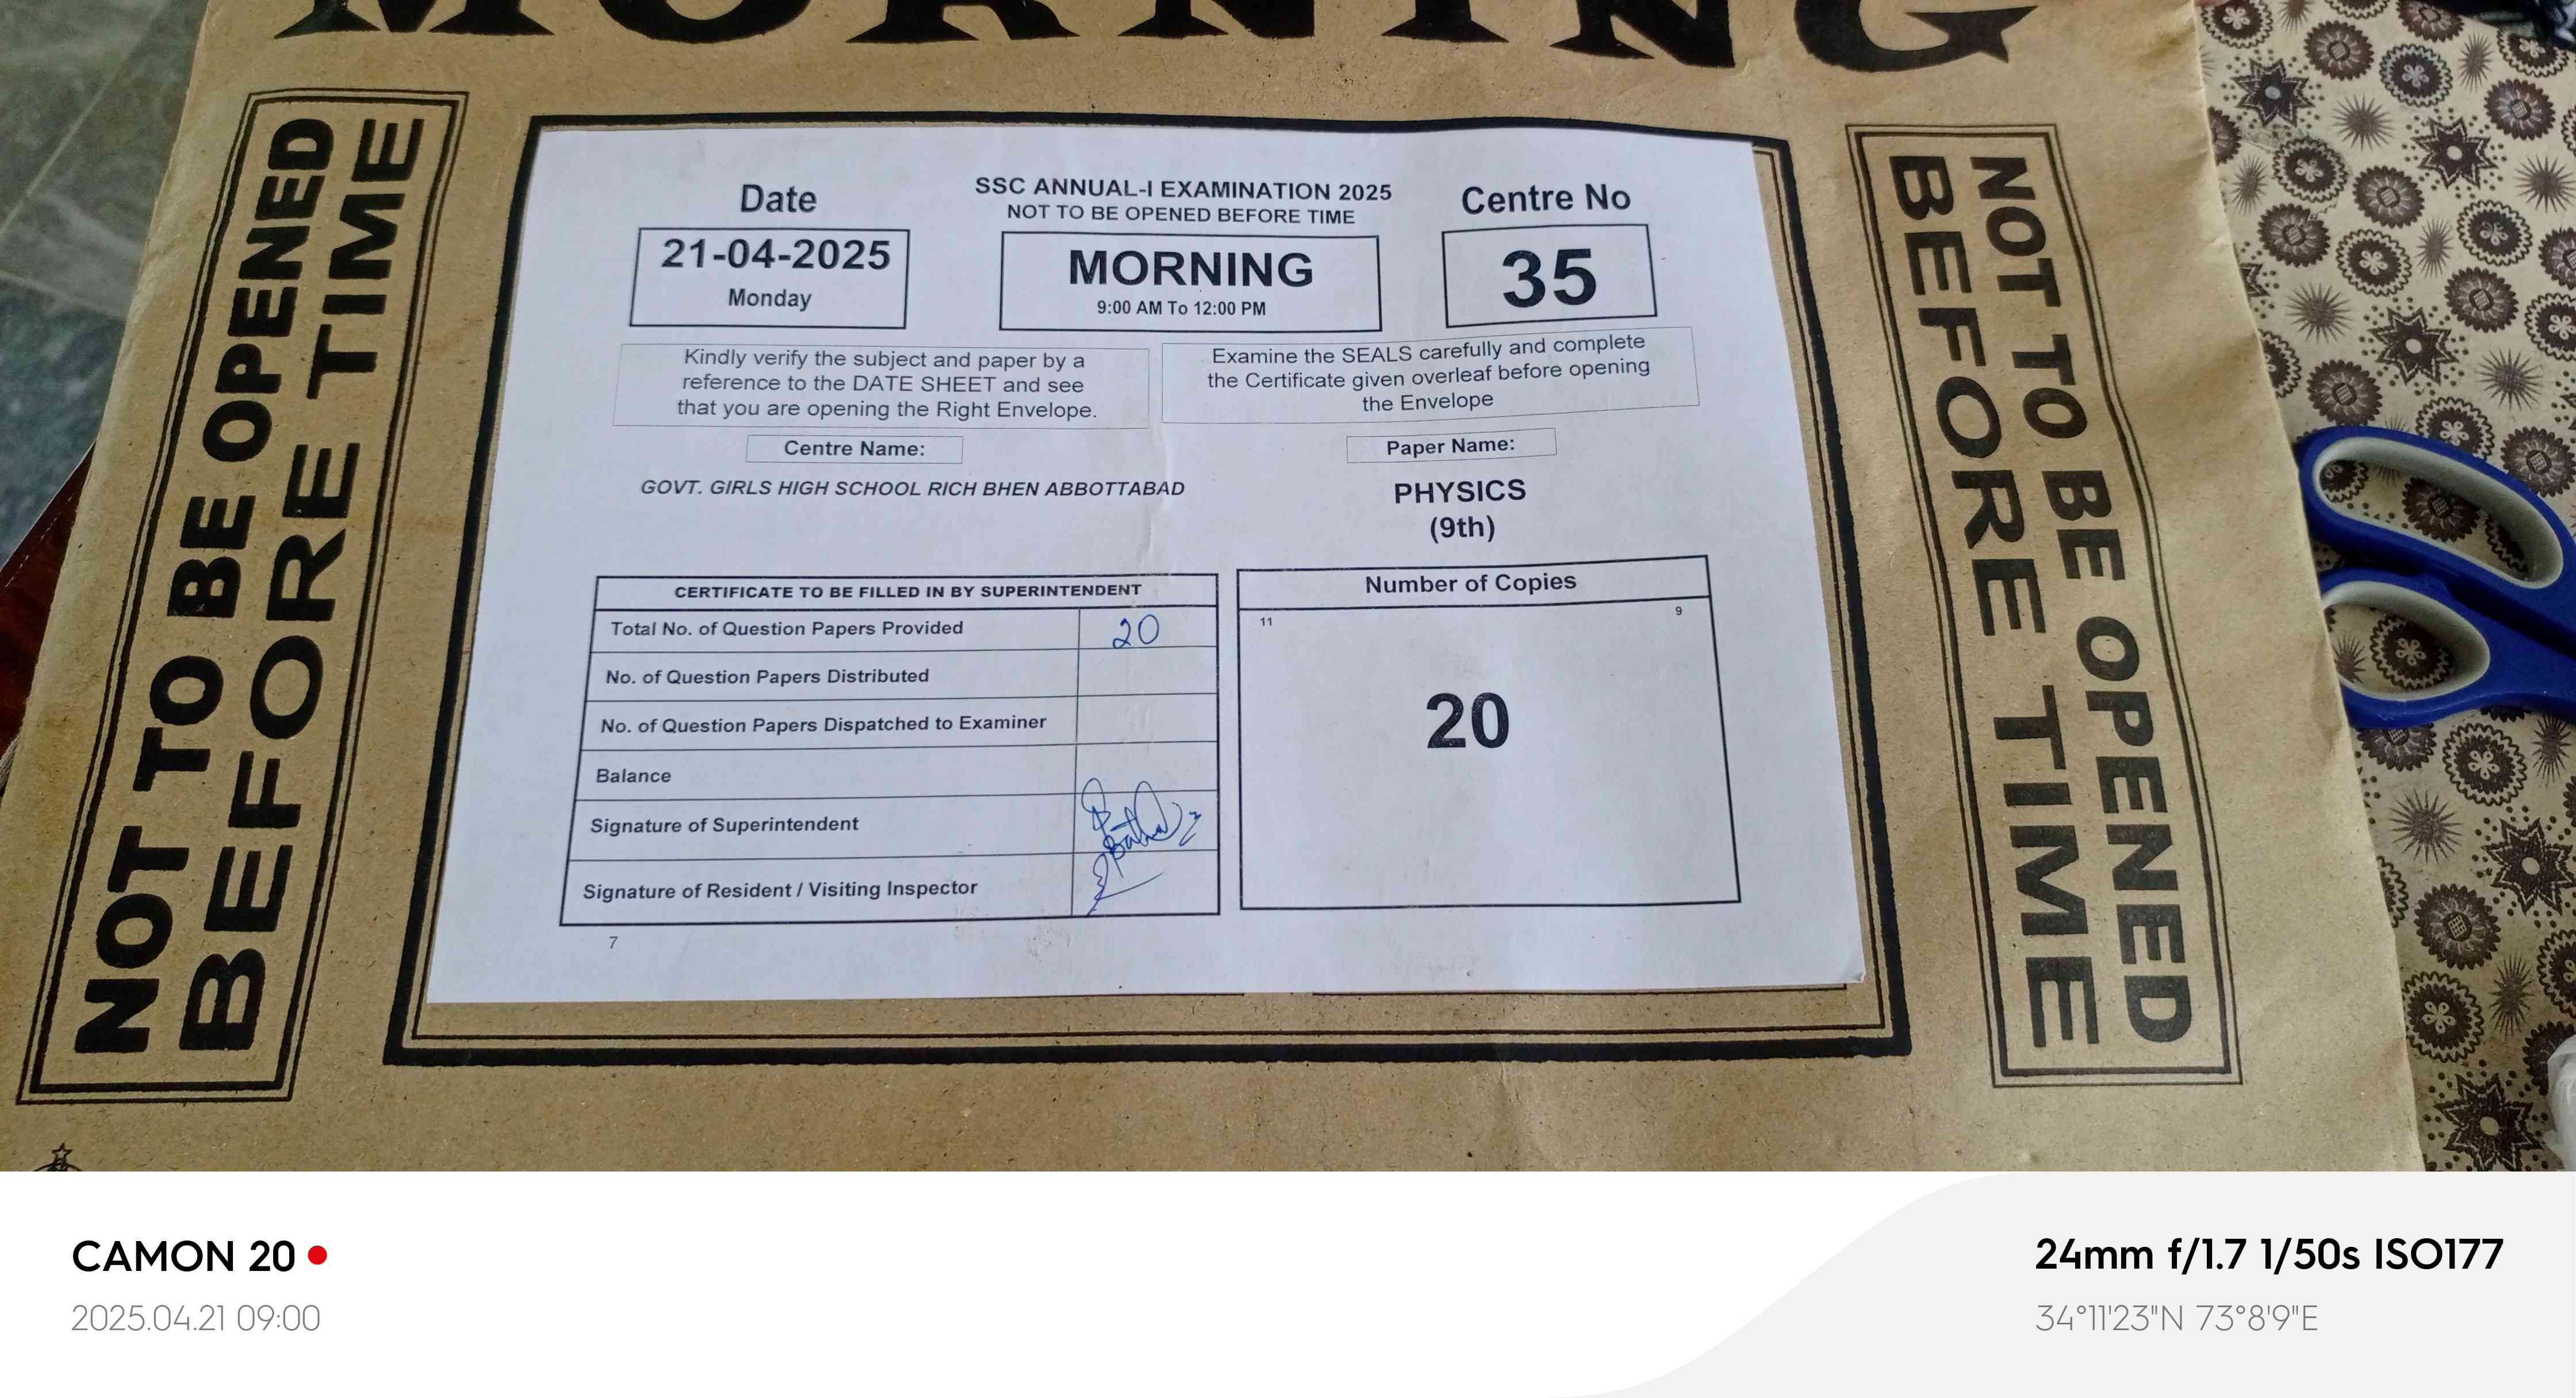 MORNING
NOT TO BE OPENED
BEFORE TIME
Date
21-04-2025
Monday
SSC ANNUAL-I EXAMINATION 2025
NOT TO BE OPENED BEFORE TIME
MORNING
9:00 AM To 12:00 PM
Centre No
35
Kindly verify the subject and paper by a
reference to the DATE SHEET and see
that you are opening the Right Envelope.
Examine the SEALS carefully and complete
the Certificate given overleaf before opening
the Envelope
Centre Name:
GOVT. GIRLS HIGH SCHOOL RICH BHEN ABBOTTABAD
Paper Name:
PHYSICS
(9th)
CERTIFICATE TO BE FILLED IN BY SUPERINTENDENT
Total No. of Question Papers Provided 20
No. of Question Papers Distributed
No. of Question Papers Dispatched to Examiner
Balance
Signature of Superintendent
Signature of Resident / Visiting Inspector
7
Number of Copies
11 9
20
NOT TO BE OPENED
BEFORE TIME
CAMON 20
2025.04.21 09:00
24mm f/1.7 1/50s ISO177
34°11'23"N 73°8'9"E